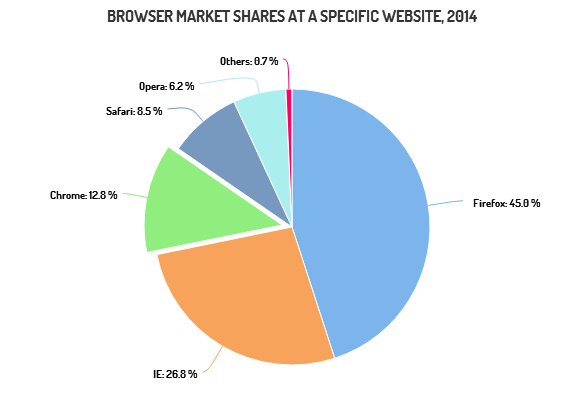 BROWSER MARKET SHARES AT A SPECIFIC WEBSITE, 2014
Others: 0.7 %
Opera: 6.2 %
Safari: 8.5 %
Chrome: 12.8 %
Firefox: 45.0 %
IE: 26.8 %